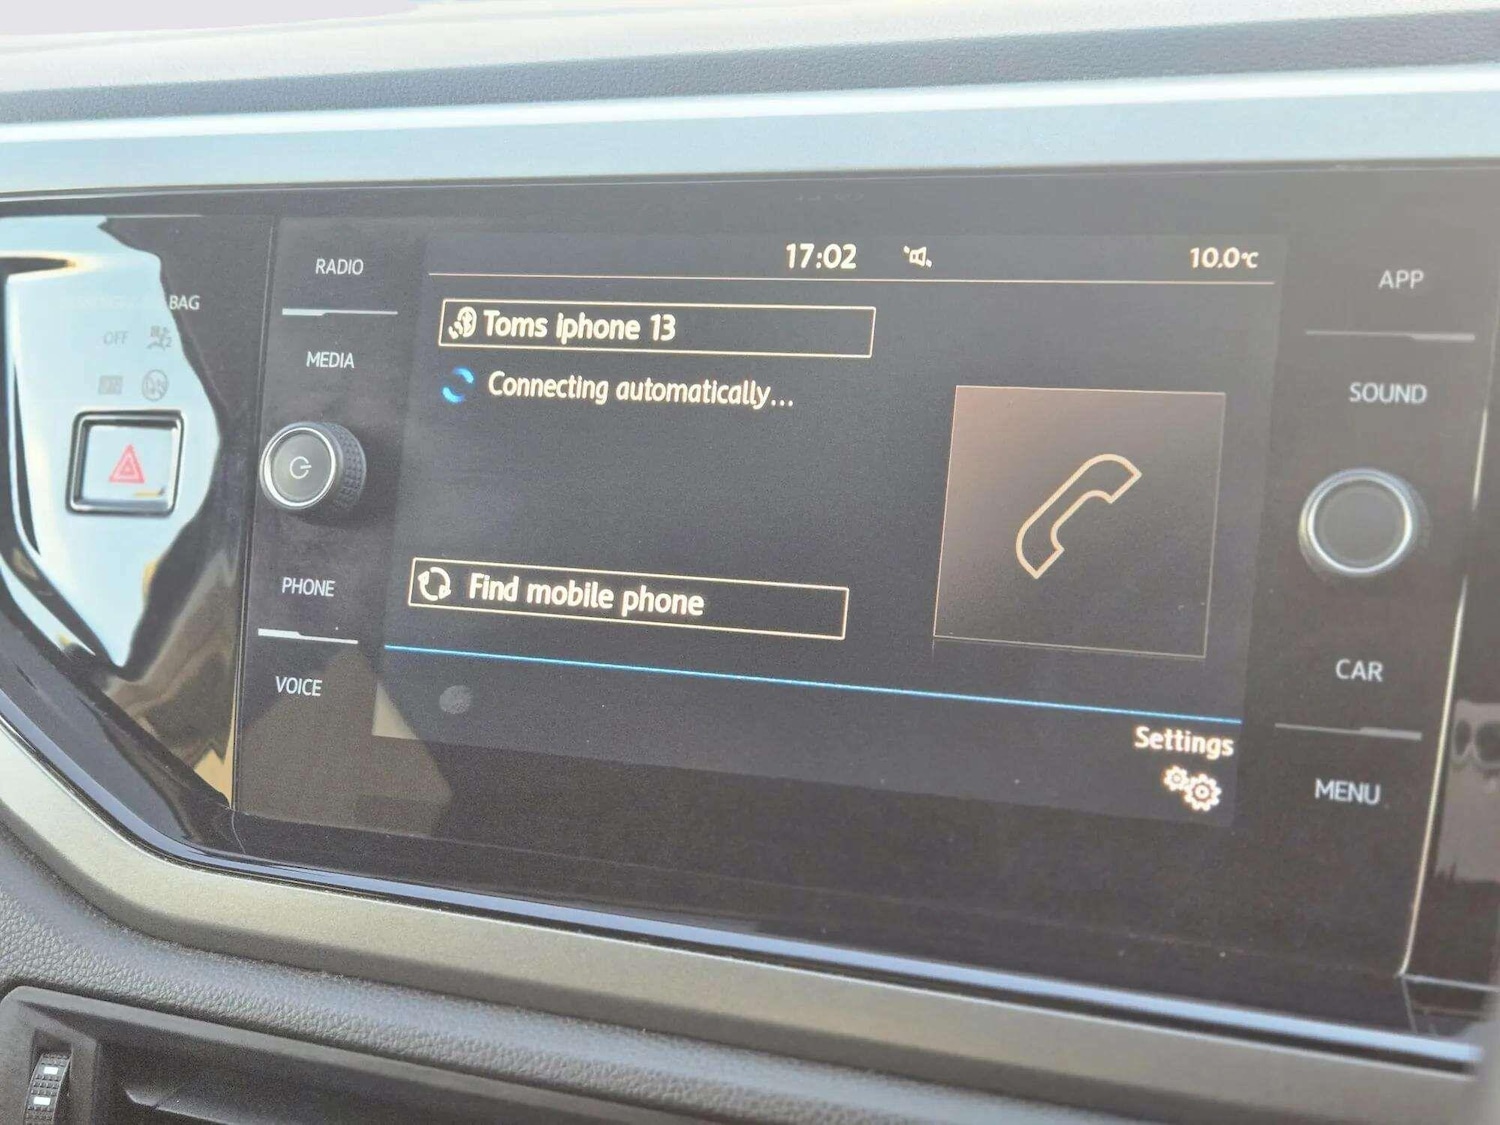 RADIO
MEDIA
PHONE
VOICE
BAG
OFF
17:02
10.0°C
Toms iphone 13
Connecting automatically...
Find mobile phone
Settings
APP
SOUND
CAR
MENU